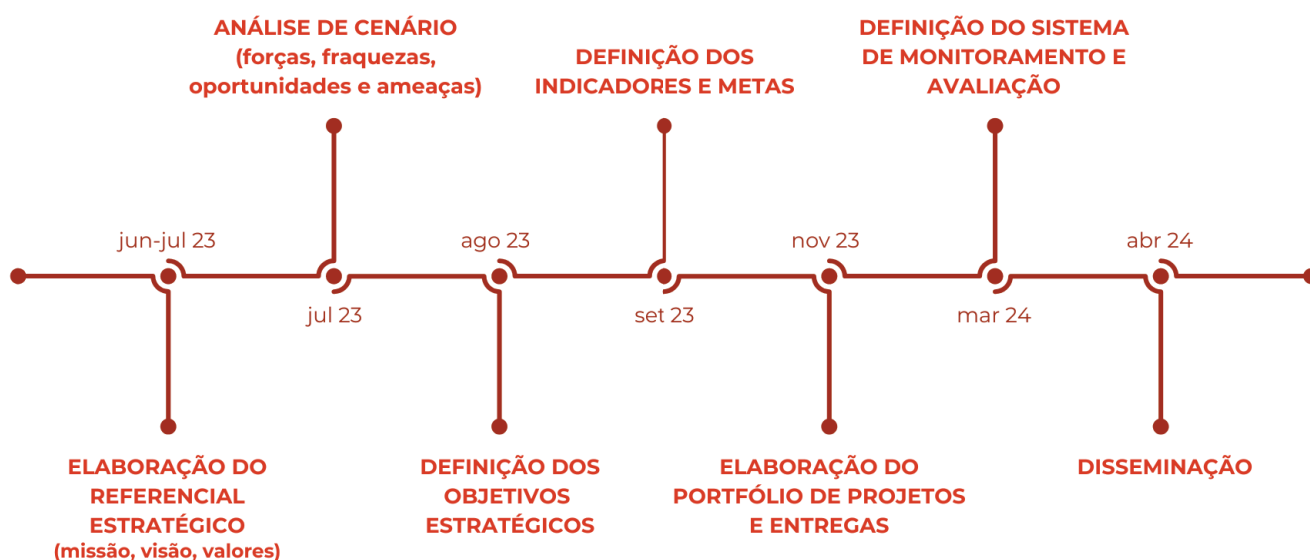 ANÁLISE DE CENÁRIO
(forças, fraquezas,
oportunidades e ameaças)
DEFINIÇÃO DOS
INDICADORES E METAS
DEFINIÇÃO DO SISTEMA
DE MONITORAMENTO E
AVALIAÇÃO
jun-jul 23
jul 23
ago 23
set 23
nov 23
mar 24
abr 24
ELABORAÇÃO DO
REFERENCIAL
ESTRATÉGICO
(missão, visão, valores)
DEFINIÇÃO DOS
OBJETIVOS
ESTRATÉGICOS
ELABORAÇÃO DO
PORTFÓLIO DE PROJETOS
E ENTREGAS
DISSEMINAÇÃO